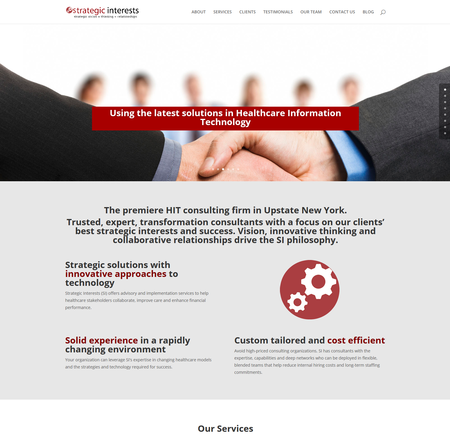 strategic interests
strategic vision • thinking • relationships
ABOUT SERVICES CLIENTS TESTIMONIALS OUR TEAM CONTACT US BLOG
Using the latest solutions in Healthcare Information
Technology
The premiere HIT consulting firm in Upstate New York.
Trusted, expert, transformation consultants with a focus on our clients'
best strategic interests and success. Vision, innovative thinking and
collaborative relationships drive the SI philosophy.
Strategic solutions with
innovative approaches to
technology
Strategic Interests (SI) offers advisory and implementation services to help
healthcare stakeholders collaborate, improve care and enhance financial
performance.
Solid experience in a rapidly
changing environment
Your organization can leverage SI's expertise in changing healthcare models
and the strategies and technology required for success.
Custom tailored and cost efficient
Avoid high-priced consulting organizations. SI has consultants with the
expertise, capabilities and deep networks who can be deployed in flexible,
blended teams that help reduce internal hiring costs and long-term staffing
commitments.
Our Services